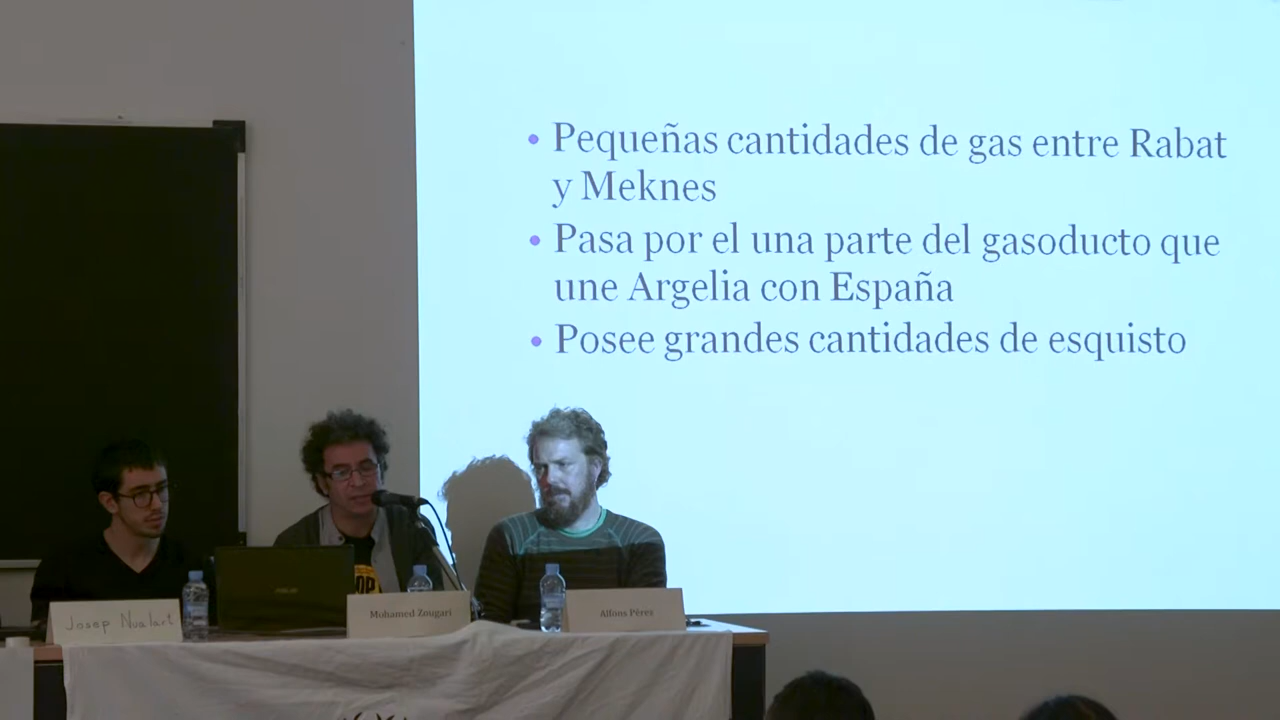 • Pequeñas cantidades de gas entre Rabat
y Meknes
• Pasa por el una parte del gasoducto que
une Argelia con España
• Posee grandes cantidades de esquisto
Josep Nualart
Mohamed Znugari
Alfons Pérez